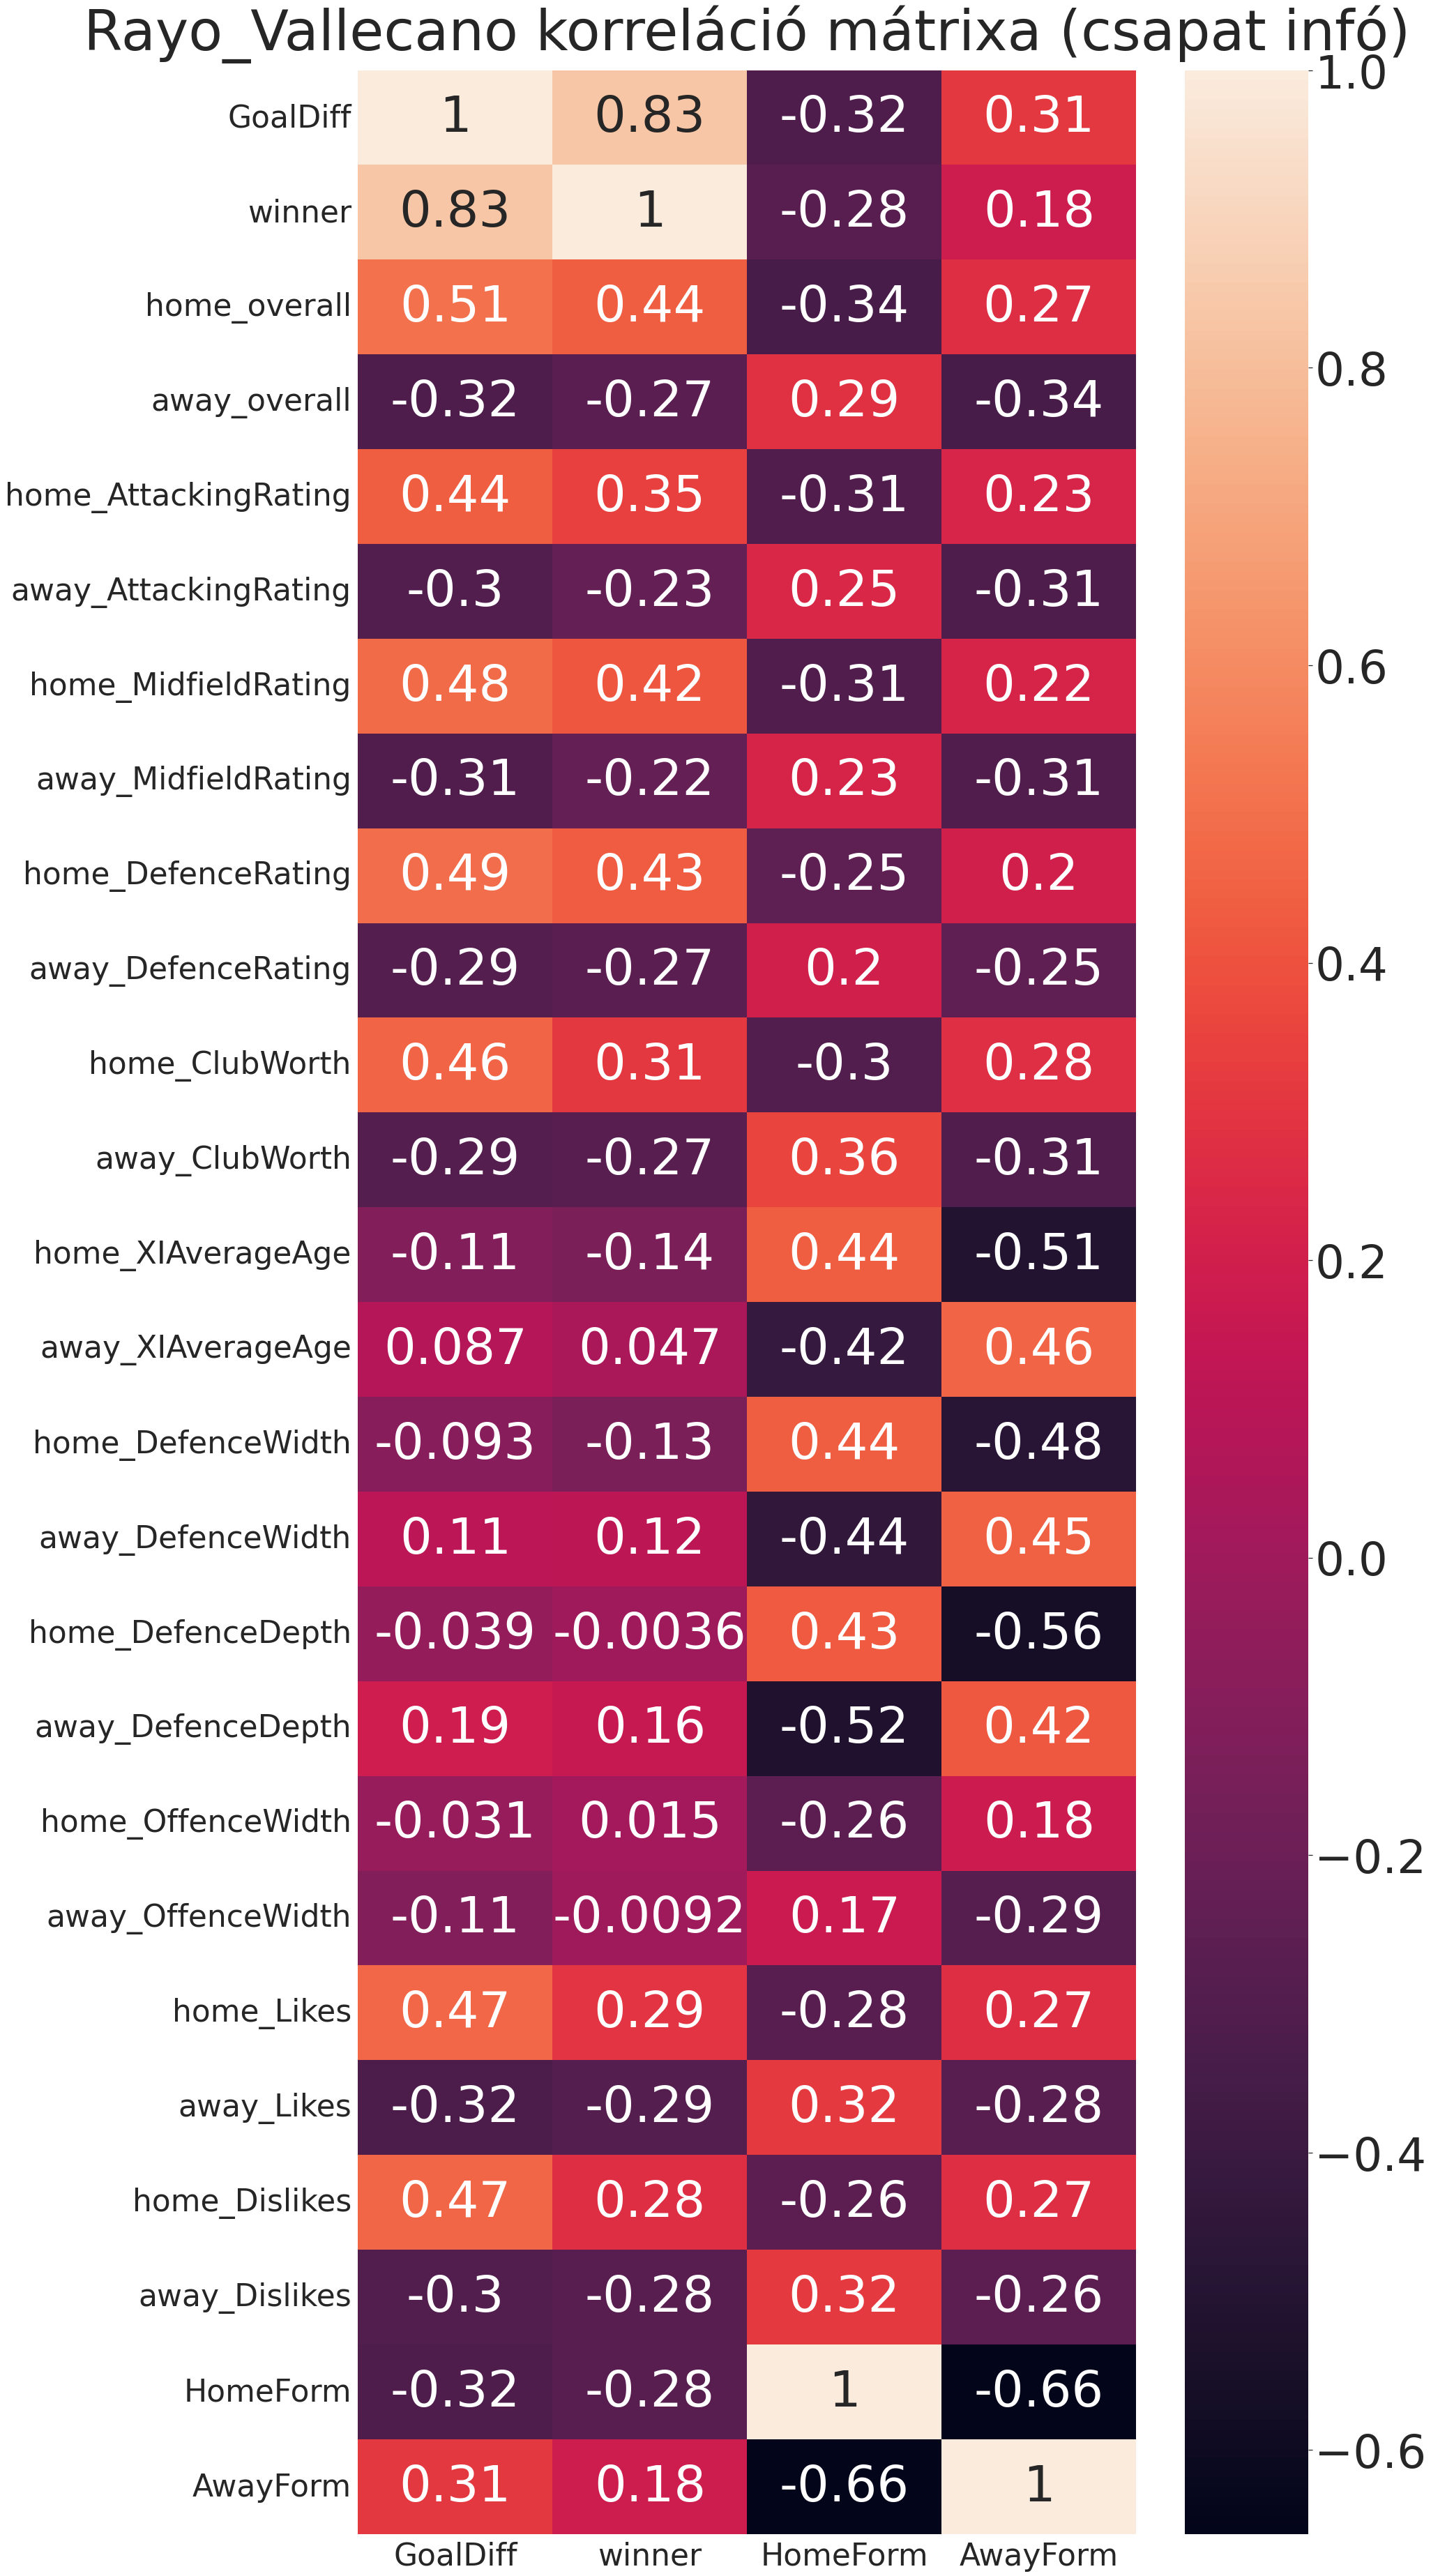 Rayo_Vallecano korreláció mátrixa (csapat infó)
GoalDiff 1 0.83 -0.32 0.31
winner 0.83 1 -0.28 0.18
home_overall 0.51 0.44 -0.34 0.27
away_overall -0.32 -0.27 0.29 -0.34
home_AttackingRating 0.44 0.35 -0.31 0.23
away_AttackingRating -0.3 -0.23 0.25 -0.31
home_MidfieldRating 0.48 0.42 -0.31 0.22
away_MidfieldRating -0.31 -0.22 0.23 -0.31
home_DefenceRating 0.49 0.43 -0.25 0.2
away_DefenceRating -0.29 -0.27 0.2 -0.25
home_ClubWorth 0.46 0.31 -0.3 0.28
away_ClubWorth -0.29 -0.27 0.36 -0.31
home_XIAverageAge -0.11 -0.14 0.44 -0.51
away_XIAverageAge 0.087 0.047 -0.42 0.46
home_DefenceWidth -0.093 -0.13 0.44 -0.48
away_DefenceWidth 0.11 0.12 -0.44 0.45
home_DefenceDepth -0.039 -0.0036 0.43 -0.56
away_DefenceDepth 0.19 0.16 -0.52 0.42
home_OffenceWidth -0.031 0.015 -0.26 0.18
away_OffenceWidth -0.11 -0.0092 0.17 -0.29
home_Likes 0.47 0.29 -0.28 0.27
away_Likes -0.32 -0.29 0.32 -0.28
home_Dislikes 0.47 0.28 -0.26 0.27
away_Dislikes -0.3 -0.28 0.32 -0.26
HomeForm -0.32 -0.28 1 -0.66
AwayForm 0.31 0.18 -0.66 1
GoalDiff winner HomeForm AwayForm
1.0
0.8
0.6
0.4
0.2
0.0
−0.2
−0.4
−0.6